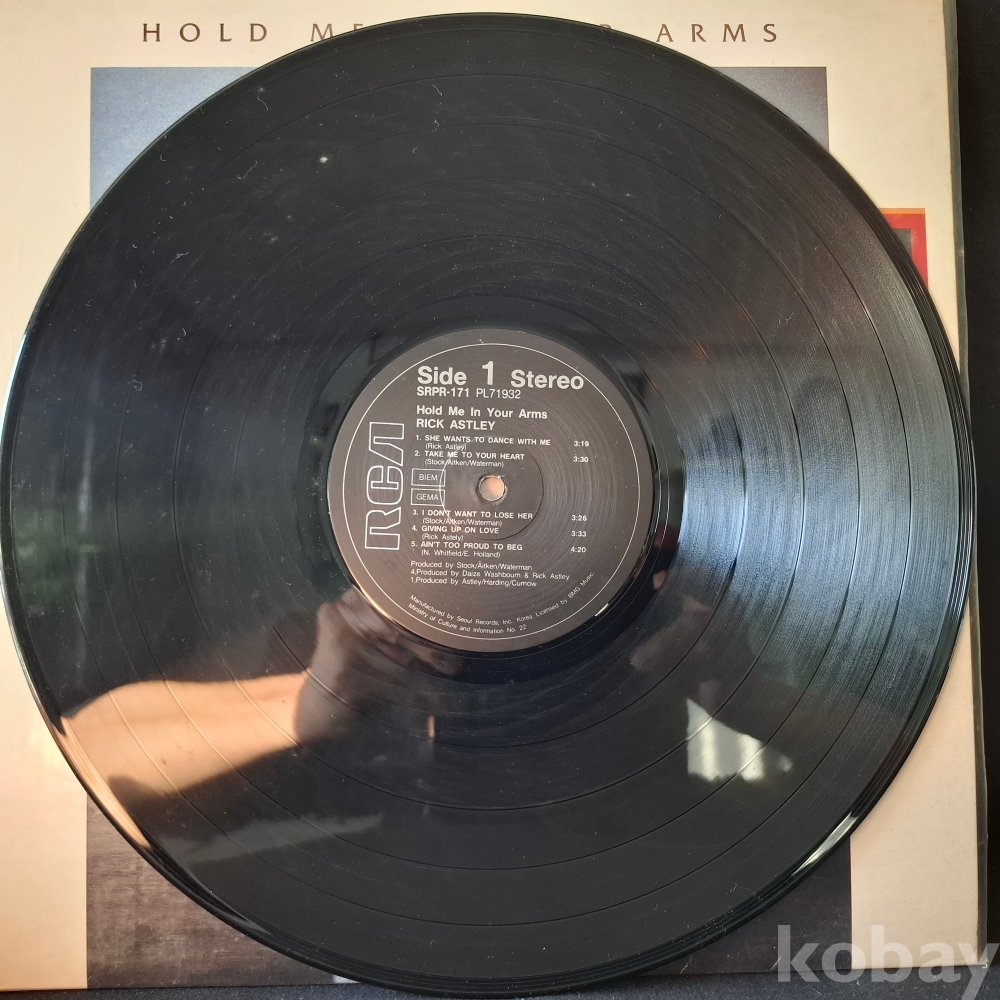 HOLD ME ARMS
Side 1 Stereo
SRPR-171 PL71932
Hold Me In Your Arms
RICK ASTLEY
1. SHE WANTS TO DANCE WITH ME 3:19
(Rick Astley)
2. TAKE ME TO YOUR HEART 3:30
(Stock/Aitken/Waterman)
BIEM
GEMA
RCA
3. I DON'T WANT TO LOSE HER 3:26
(Stock/Aitken/Waterman)
4. GIVING UP ON LOVE 3:33
(Rick Astely)
5. AIN'T TOO PROUD TO BEG 4:20
(N. Whitfield/E. Holland)
Produced by Stock/Aitken/Waterman
4,Produced by Daize Washbourn & Rick Astley
1,Produced by Astley/Harding/Curnow
Manufactured by Seoul Records, Inc. Korea. Licensed by BMG Music
Ministry of Culture and Information No. 22
kobay